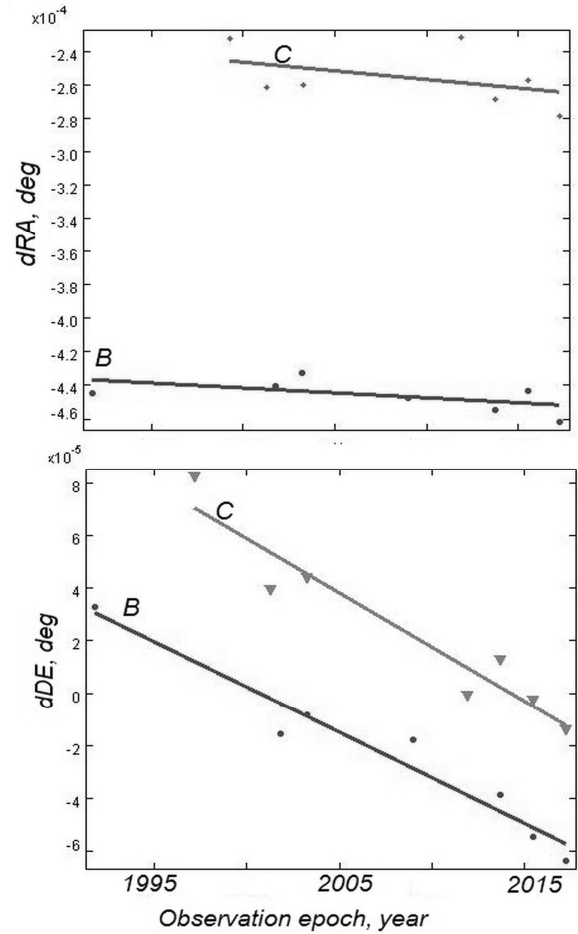 x10⁻⁴
-2.4
C
-2.6
-2.8
-3.0
-3.2
-3.4
-3.6
-3.8
-4.0
-4.2
B
-4.4
-4.6
dRA, deg
x10⁻⁵
8
C
6
4
B
2
0
-2
-4
-6
dDE, deg
1995 2005 2015
Observation epoch, year